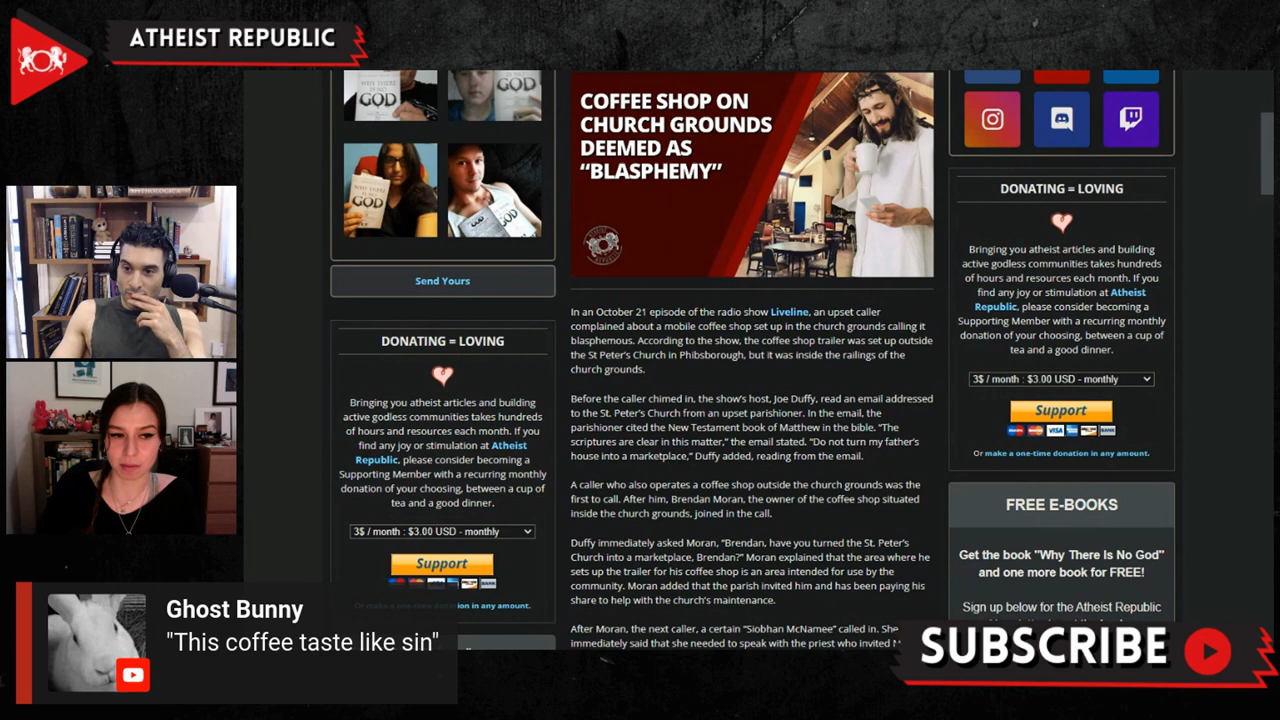 ATHEIST REPUBLIC
WHY THERE
IS NO
GOD
GOD
GOD
Send Yours
DONATING = LOVING
Bringing you atheist articles and building
active godless communities takes hundreds
of hours and resources each month. If you
find any joy or stimulation at Atheist
Republic, please consider becoming a
Supporting Member with a recurring monthly
donation of your choosing, between a cup of
tea and a good dinner.
3$ / month : $3.00 USD - monthly
Support
VISA
BANK
Or make a one-time donation in any amount.
COFFEE SHOP ON
CHURCH GROUNDS
DEEMED AS
“BLASPHEMY”
In an October 21 episode of the radio show Liveline, an upset caller
complained about a mobile coffee shop set up in the church grounds calling it
blasphemous. According to the show, the coffee shop trailer was set up outside
the St Peter’s Church in Phibsborough, but it was inside the railings of the
church grounds.
Before the caller chimed in, the show’s host, Joe Duffy, read an email addressed
to the St. Peter’s Church from an upset parishioner. In the email, the
parishioner cited the New Testament book of Matthew in the bible. “The
scriptures are clear in this matter,” the email stated. “Do not turn my father’s
house into a marketplace,” Duffy added, reading from the email.
A caller who also operates a coffee shop outside the church grounds was the
first to call. After him, Brendan Moran, the owner of the coffee shop situated
inside the church grounds, joined in the call.
Duffy immediately asked Moran, “Brendan, have you turned the St. Peter’s
Church into a marketplace, Brendan?” Moran explained that the area where he
sets up the trailer for his coffee shop is an area intended for use by the
community. Moran added that the parish invited him and has been paying his
share to help with the church’s maintenance.
After Moran, the next caller, a certain “Siobhan McNamee” called in. She
immediately said that she needed to speak with the priest who invited
DONATING = LOVING
Bringing you atheist articles and building
active godless communities takes hundreds
of hours and resources each month. If you
find any joy or stimulation at Atheist
Republic, please consider becoming a
Supporting Member with a recurring monthly
donation of your choosing, between a cup of
tea and a good dinner.
3$ / month : $3.00 USD - monthly
Support
VISA
BANK
Or make a one-time donation in any amount.
FREE E-BOOKS
Get the book "Why There Is No God"
and one more book for FREE!
Sign up below for the Atheist Republic
Ghost Bunny
"This coffee taste like sin"
SUBSCRIBE